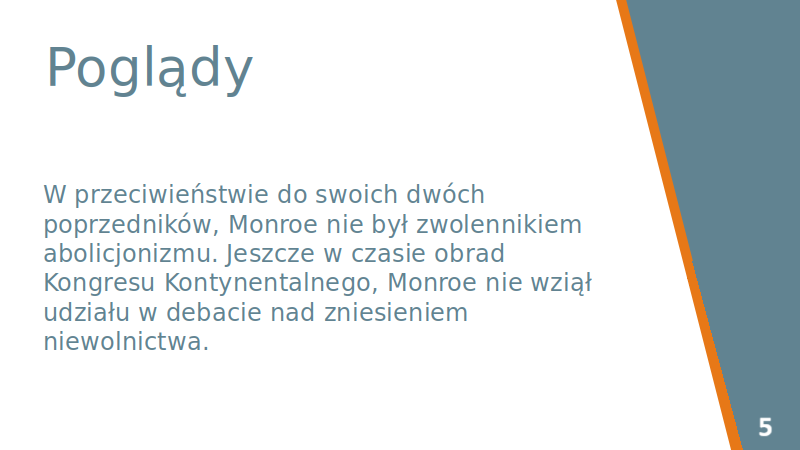 Poglądy
W przeciwieństwie do swoich dwóch
poprzedników, Monroe nie był zwolennikiem
abolicjonizmu. Jeszcze w czasie obrad
Kongresu Kontynentalnego, Monroe nie wziął
udziału w debacie nad zniesieniem
niewolnictwa.
5